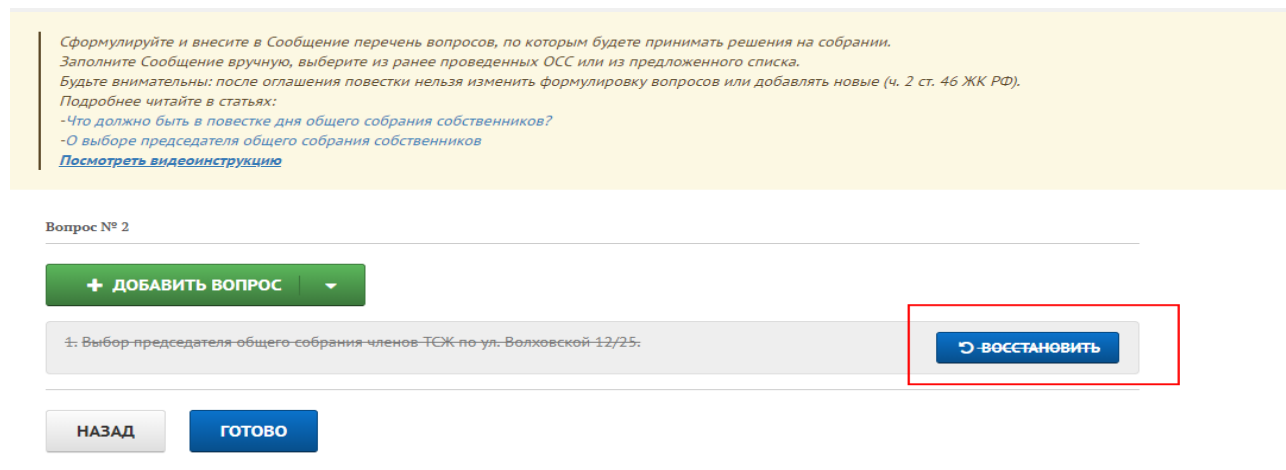 Сформулируйте и внесите в Сообщение перечень вопросов, по которым будете принимать решения на собрании.
Заполните Сообщение вручную, выберите из ранее проведенных ОСС или из предложенного списка.
Будьте внимательны: после оглашения повестки нельзя изменить формулировку вопросов или добавлять новые (ч. 2 ст. 46 ЖК РФ).
Подробнее читайте в статьях:
-Что должно быть в повестке дня общего собрания собственников?
-О выборе председателя общего собрания собственников
Посмотреть видеоинструкцию
Вопрос № 2
+ ДОБАВИТЬ ВОПРОС
1. Выбор председателя общего собрания членов ТСЖ по ул. Волховской 12/25.
ВОССТАНОВИТЬ
НАЗАД
ГОТОВО